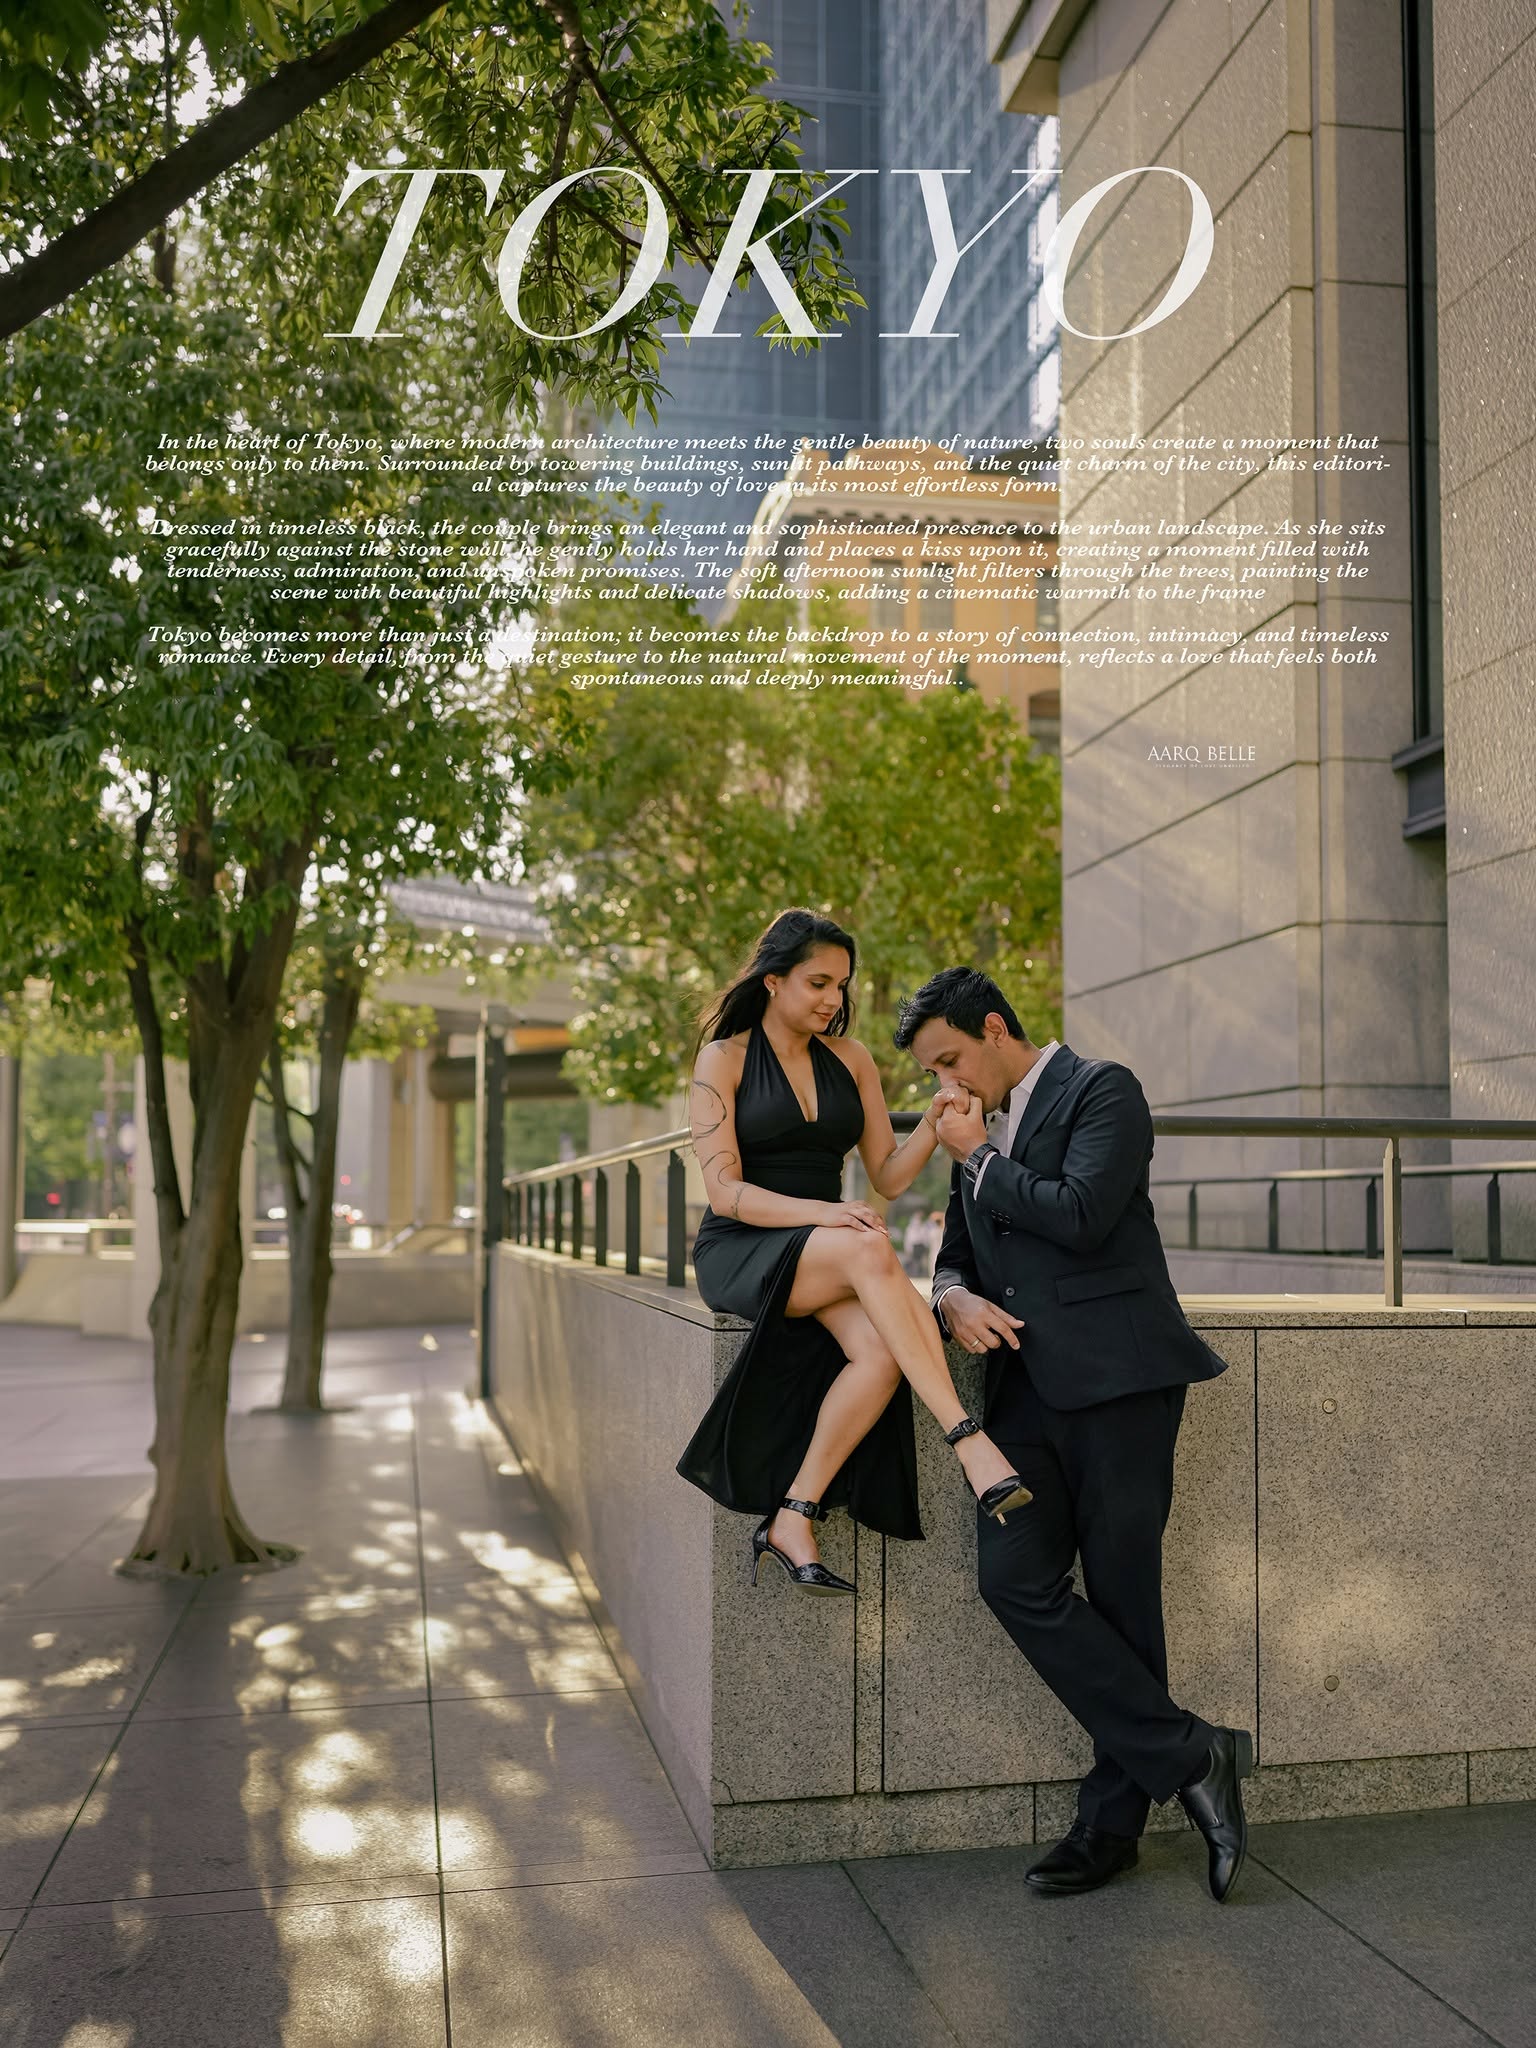 TOKYO
In the heart of Tokyo, where modern architecture meets the gentle beauty of nature, two souls create a moment that
belongs only to them. Surrounded by towering buildings, sunlit pathways, and the quiet charm of the city, this editori-
al captures the beauty of love in its most effortless form.
Dressed in timeless black, the couple brings an elegant and sophisticated presence to the urban landscape. As she sits
gracefully against the stone wall, he gently holds her hand and places a kiss upon it, creating a moment filled with
tenderness, admiration, and unspoken promises. The soft afternoon sunlight filters through the trees, painting the
scene with beautiful highlights and delicate shadows, adding a cinematic warmth to the frame
Tokyo becomes more than just a destination; it becomes the backdrop to a story of connection, intimacy, and timeless
romance. Every detail, from the quiet gesture to the natural movement of the moment, reflects a love that feels both
spontaneous and deeply meaningful..
AARQ BELLE